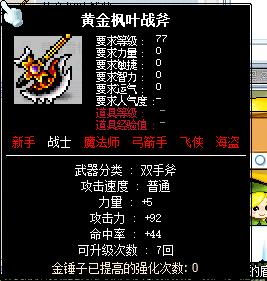 黄金枫叶战斧
要求等级： 77
要求力量： 0
要求敏捷： 0
要求智力： 0
要求运气： 0
要求人气度： -
道具等级： -
道具经验值： -
新手 战士 魔法师 弓箭手 飞侠 海盗
武器分类： 双手斧
攻击速度： 普通
力量： +5
攻击力： +92
命中率： +44
可升级次数： 7回
金锤子已提高的强化次数: 0